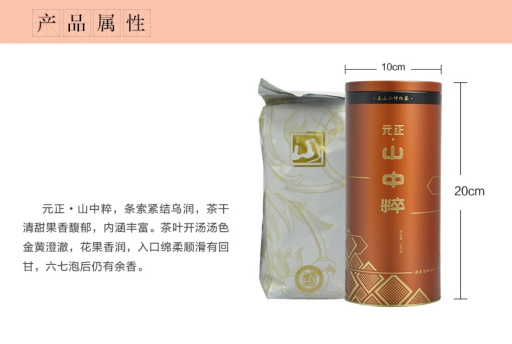 产品属性
10cm
正山小种红茶
元正
·
山中粹
20cm
元正·山中粹，条索紧结乌润，茶干
清甜果香馥郁，内涵丰富。茶叶开汤汤色
金黄澄澈，花果香润，入口绵柔顺滑有回
甘，六七泡后仍有余香。